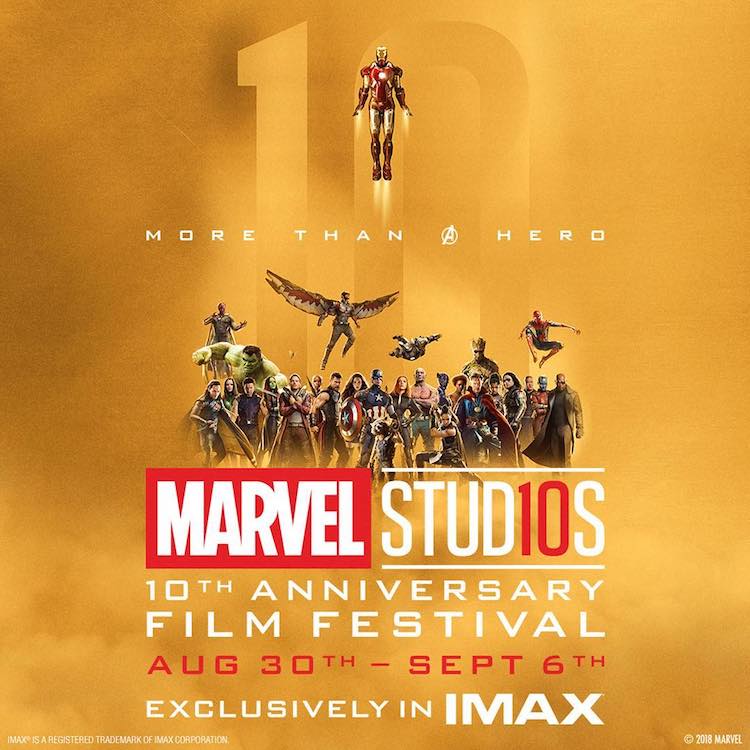 10
MORE THAN A HERO
MARVEL STUD10S
10TH ANNIVERSARY
FILM FESTIVAL
AUG 30TH – SEPT 6TH
EXCLUSIVELY IN IMAX
IMAX® IS A REGISTERED TRADEMARK OF IMAX CORPORATION.
© 2018 MARVEL